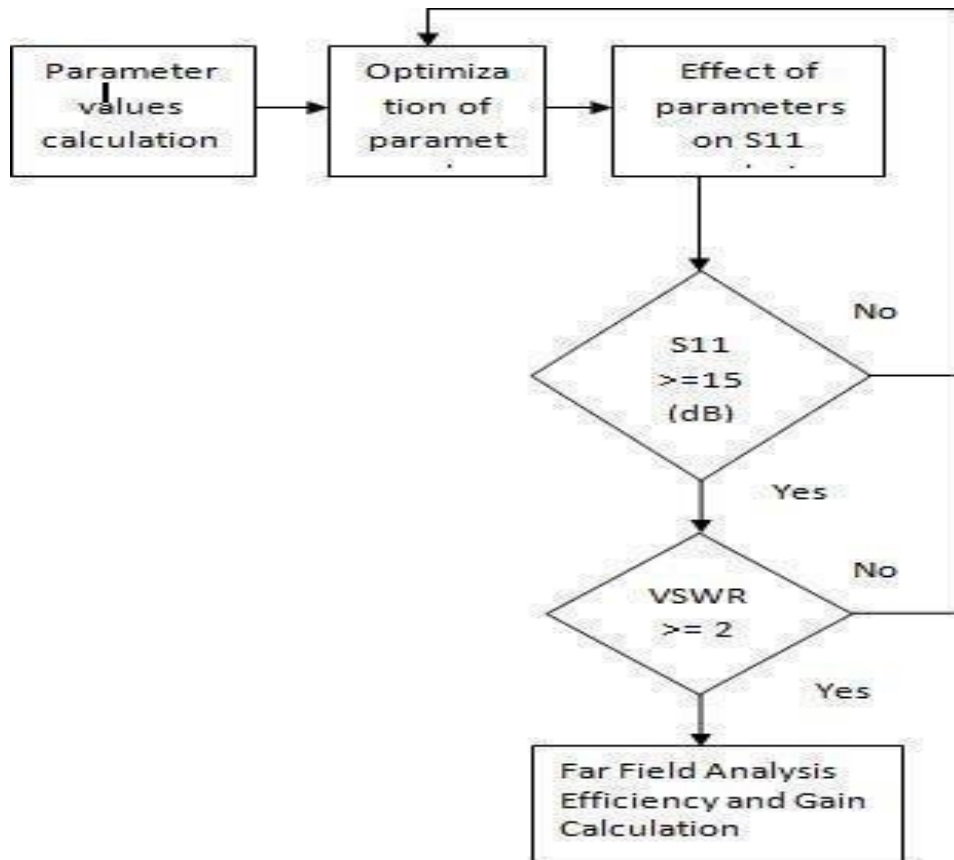 Parameter
values
calculation
Optimiza
tion of
paramet
Effect of
parameters
on S11
No
S11
>=15
(dB)
Yes
No
VSWR
>= 2
Yes
Far Field Analysis
Efficiency and Gain
Calculation